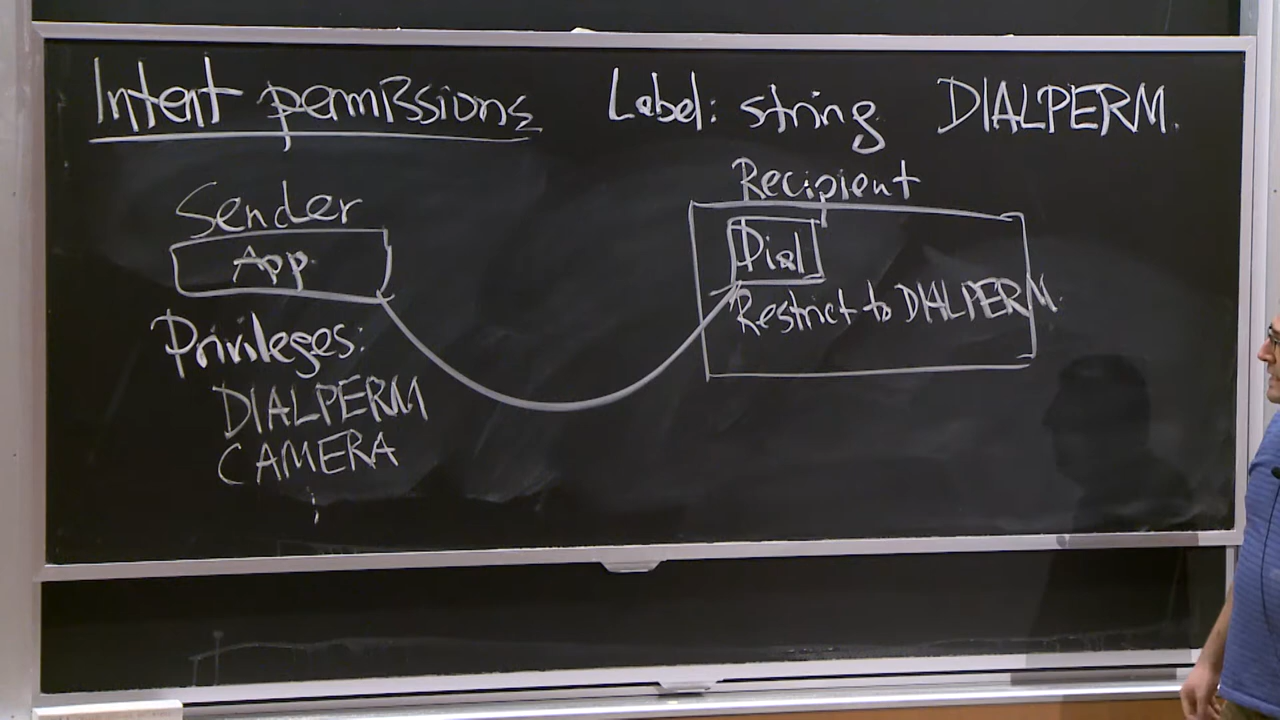 Intent permissions
Label: string DIALPERM.
Sender
App
Privileges:
DIALPERM
CAMERA
Recipient
Dial
Restrict to DIALPERM.